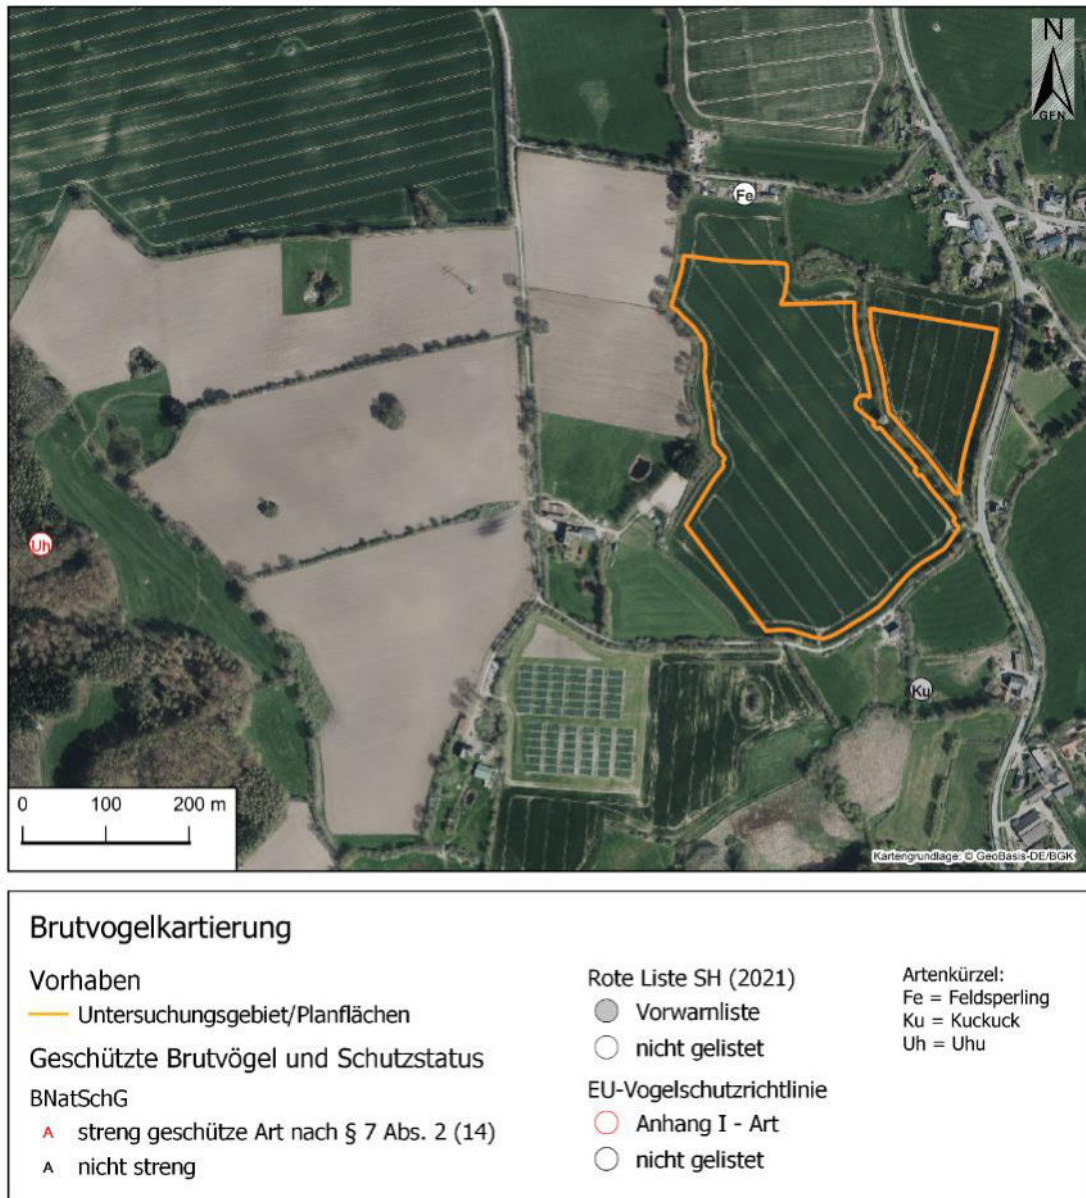 N
GFN
Fe
Uh
Ku
0 100 200 m
Kartengrundlage: © GeoBasis-DE/BGK
Brutvogelkartierung
Vorhaben
Untersuchungsgebiet/Planflächen
Geschützte Brutvögel und Schutzstatus
BNatSchG
A streng geschütze Art nach § 7 Abs. 2 (14)
A nicht streng
Rote Liste SH (2021)
Vorwarnliste
nicht gelistet
EU-Vogelschutzrichtlinie
Anhang I - Art
nicht gelistet
Artenkürzel:
Fe = Feldsperling
Ku = Kuckuck
Uh = Uhu